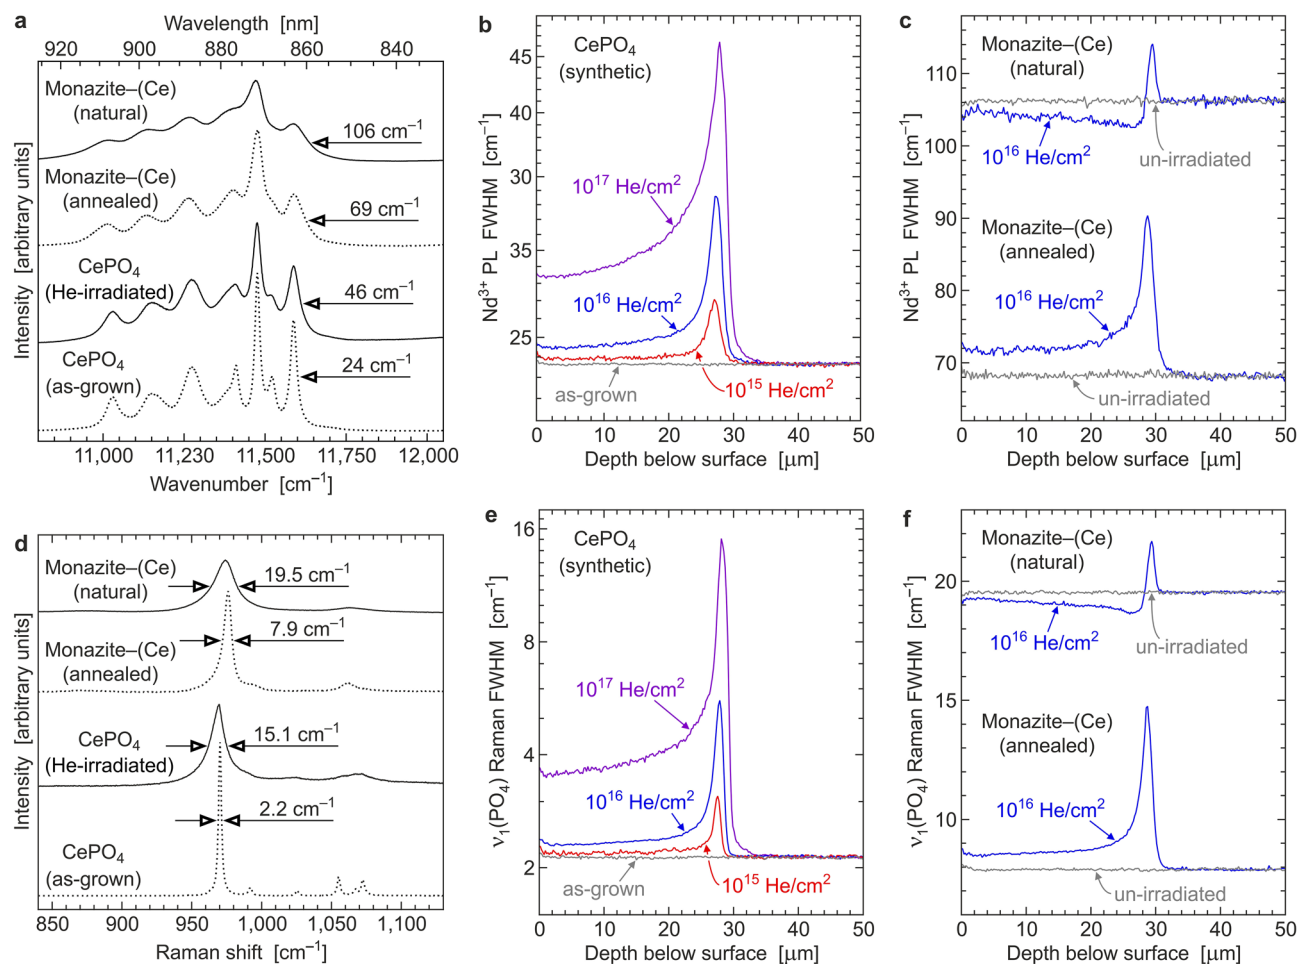 a
Wavelength [nm]
920 900 880 860 840
Monazite–(Ce)
(natural)
106 cm⁻¹
Monazite–(Ce)
(annealed)
69 cm⁻¹
CePO₄
(He-irradiated)
46 cm⁻¹
CePO₄
(as-grown)
24 cm⁻¹
Intensity [arbitrary units]
11,000 11,230 11,500 11,750 12,000
Wavenumber [cm⁻¹]
b
CePO₄
(synthetic)
10¹⁷ He/cm²
10¹⁶ He/cm²
10¹⁵ He/cm²
as-grown
Nd³⁺ PL FWHM [cm⁻¹]
45
40
30
35
25
0 10 20 30 40 50
Depth below surface [μm]
c
Monazite–(Ce)
(natural)
10¹⁶ He/cm²
un-irradiated
Monazite–(Ce)
(annealed)
10¹⁶ He/cm²
un-irradiated
Nd³⁺ PL FWHM [cm⁻¹]
110
100
90
80
70
0 10 20 30 40 50
Depth below surface [μm]
d
Monazite–(Ce)
(natural)
19.5 cm⁻¹
Monazite–(Ce)
(annealed)
7.9 cm⁻¹
CePO₄
(He-irradiated)
15.1 cm⁻¹
2.2 cm⁻¹
CePO₄
(as-grown)
Intensity [arbitrary units]
850 900 950 1,000 1,050 1,100
Raman shift [cm⁻¹]
e
CePO₄
(synthetic)
10¹⁷ He/cm²
10¹⁶ He/cm²
as-grown
10¹⁵ He/cm²
ν₁(PO₄) Raman FWHM [cm⁻¹]
16
8
4
2
0 10 20 30 40 50
Depth below surface [μm]
f
Monazite–(Ce)
(natural)
10¹⁶ He/cm²
un-irradiated
Monazite–(Ce)
(annealed)
10¹⁶ He/cm²
un-irradiated
ν₁(PO₄) Raman FWHM [cm⁻¹]
20
15
10
0 10 20 30 40 50
Depth below surface [μm]